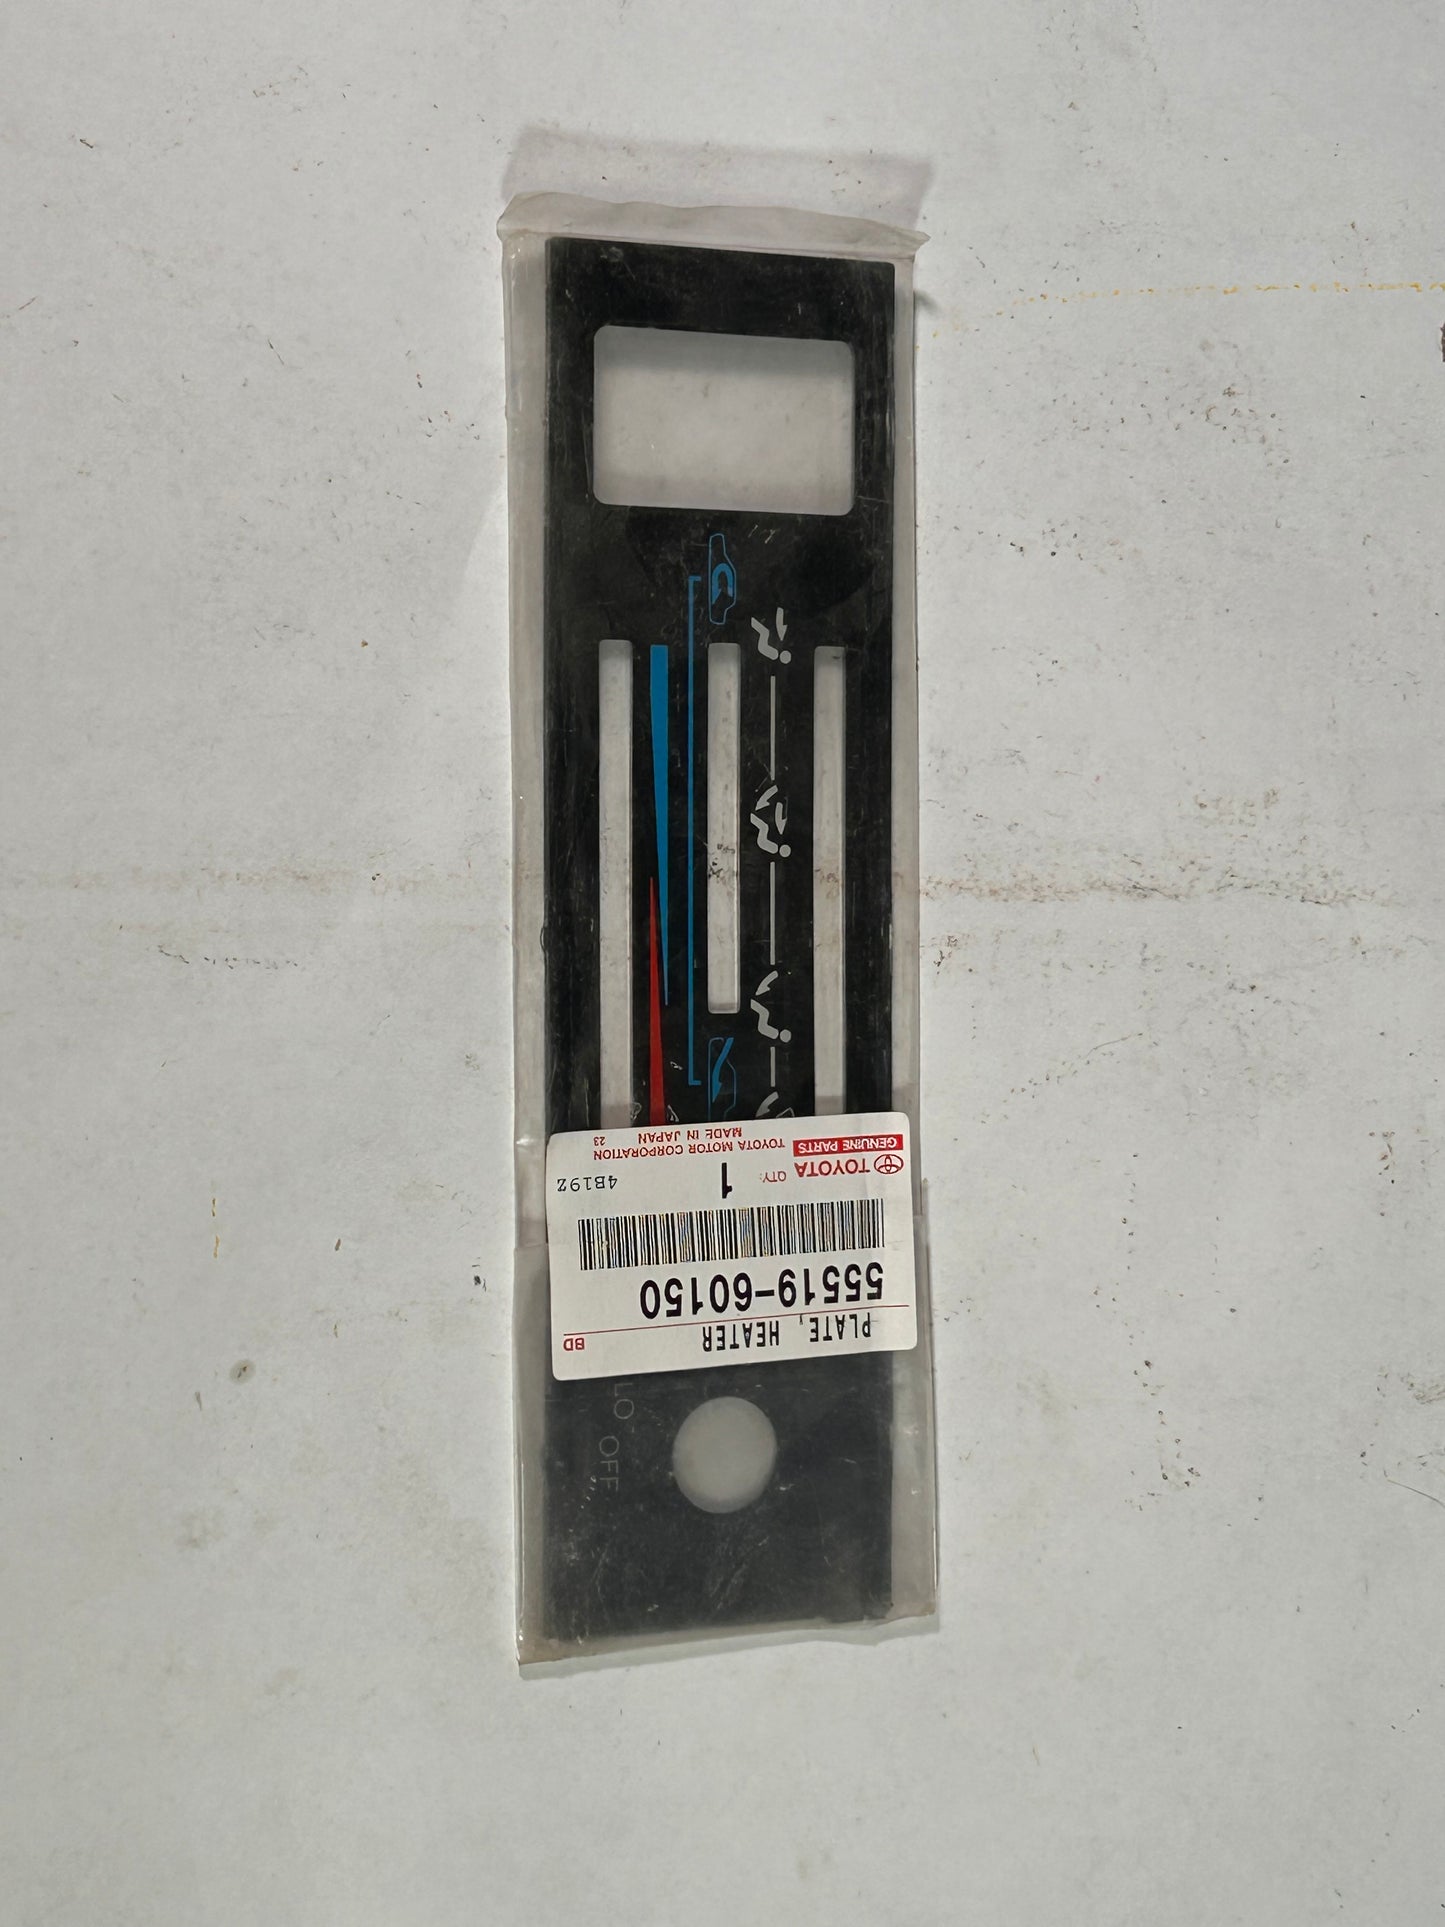 PLATE, HEATER
BD
55519-60150
TOYOTA QTY: 1 4B19Z
GENUINE PARTS TOYOTA MOTOR CORPORATION 23
MADE IN JAPAN
LO OFF